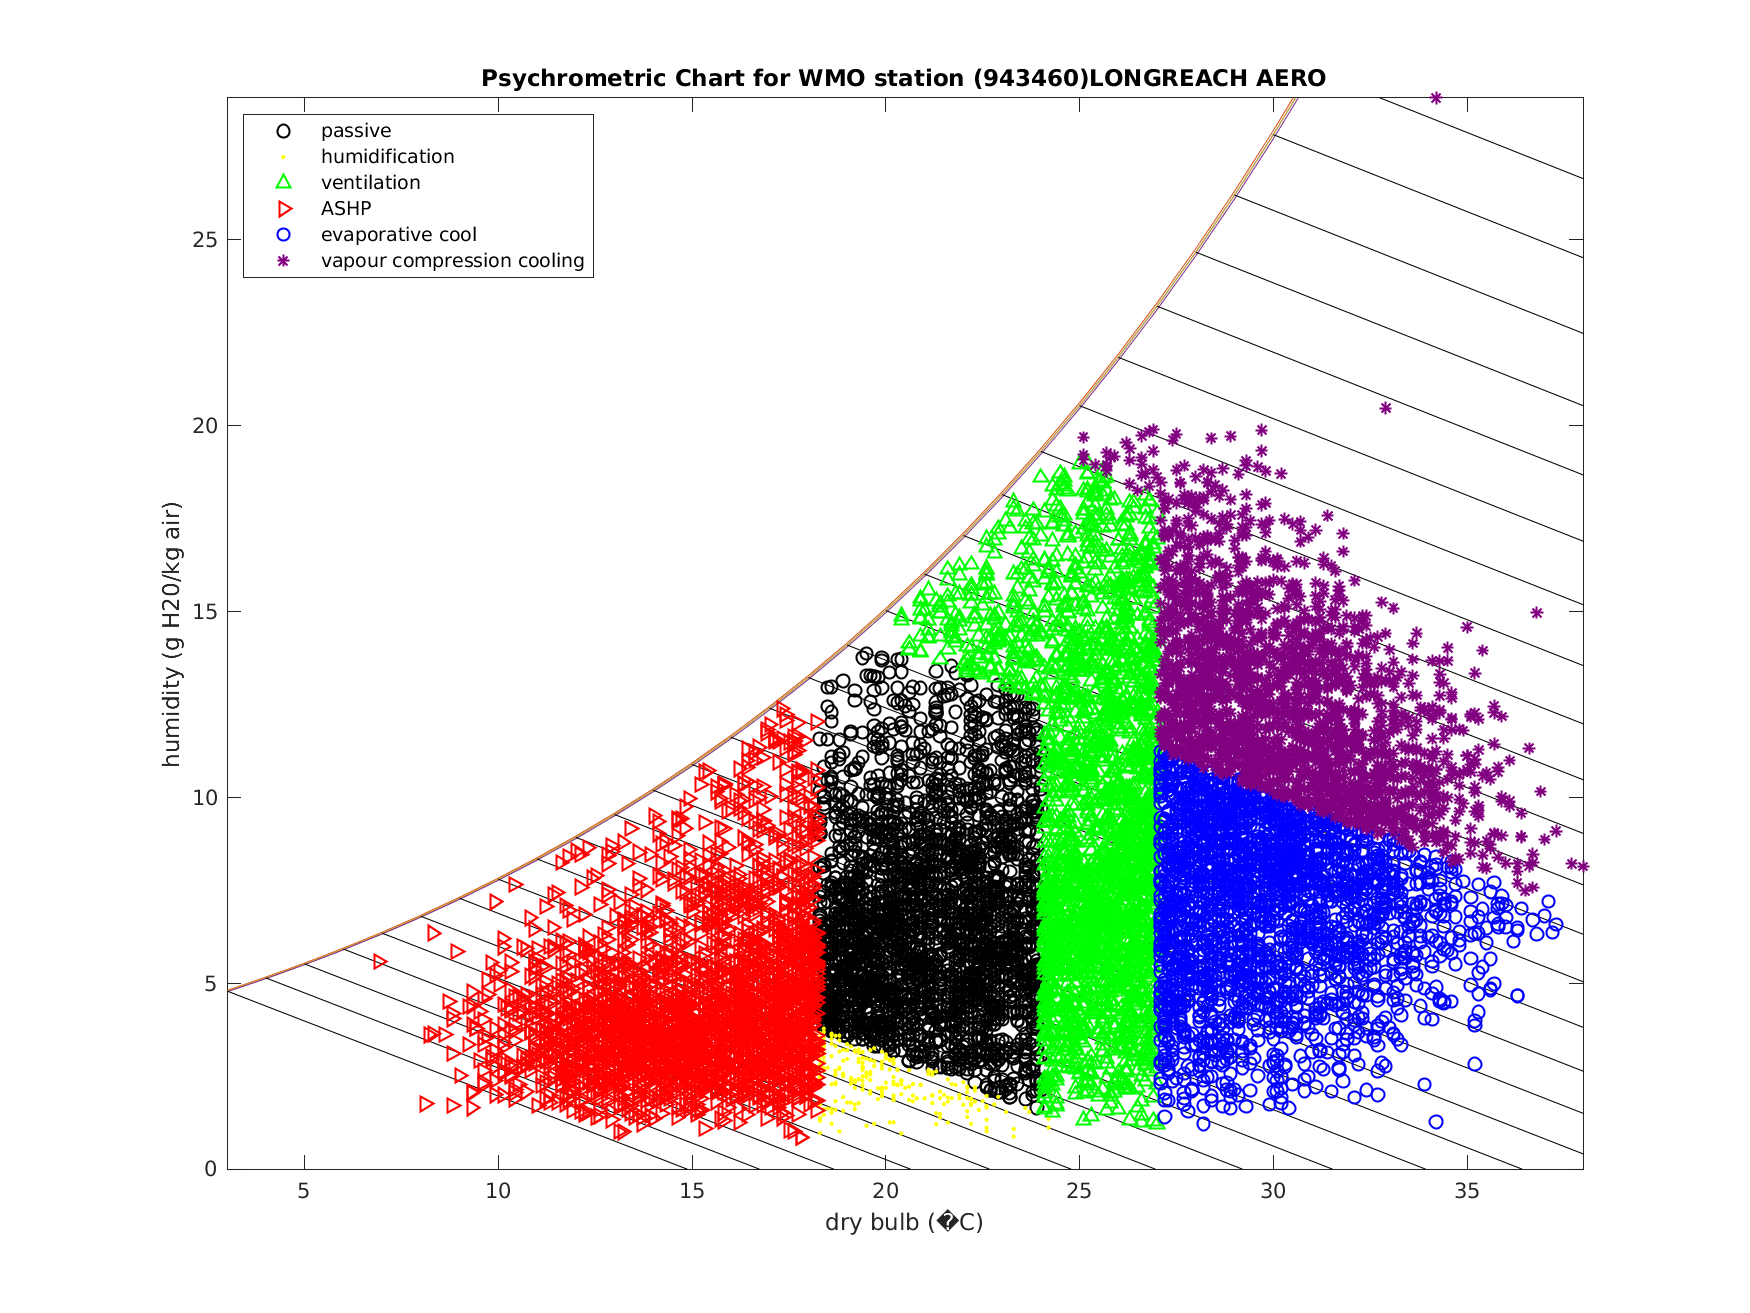 Psychrometric Chart for WMO station (943460)LONGREACH AERO
passive
humidification
ventilation
ASHP
evaporative cool
vapour compression cooling
humidity (g H20/kg air)
25
20
15
10
5
0
5 10 15 20 25 30 35
dry bulb (�C)